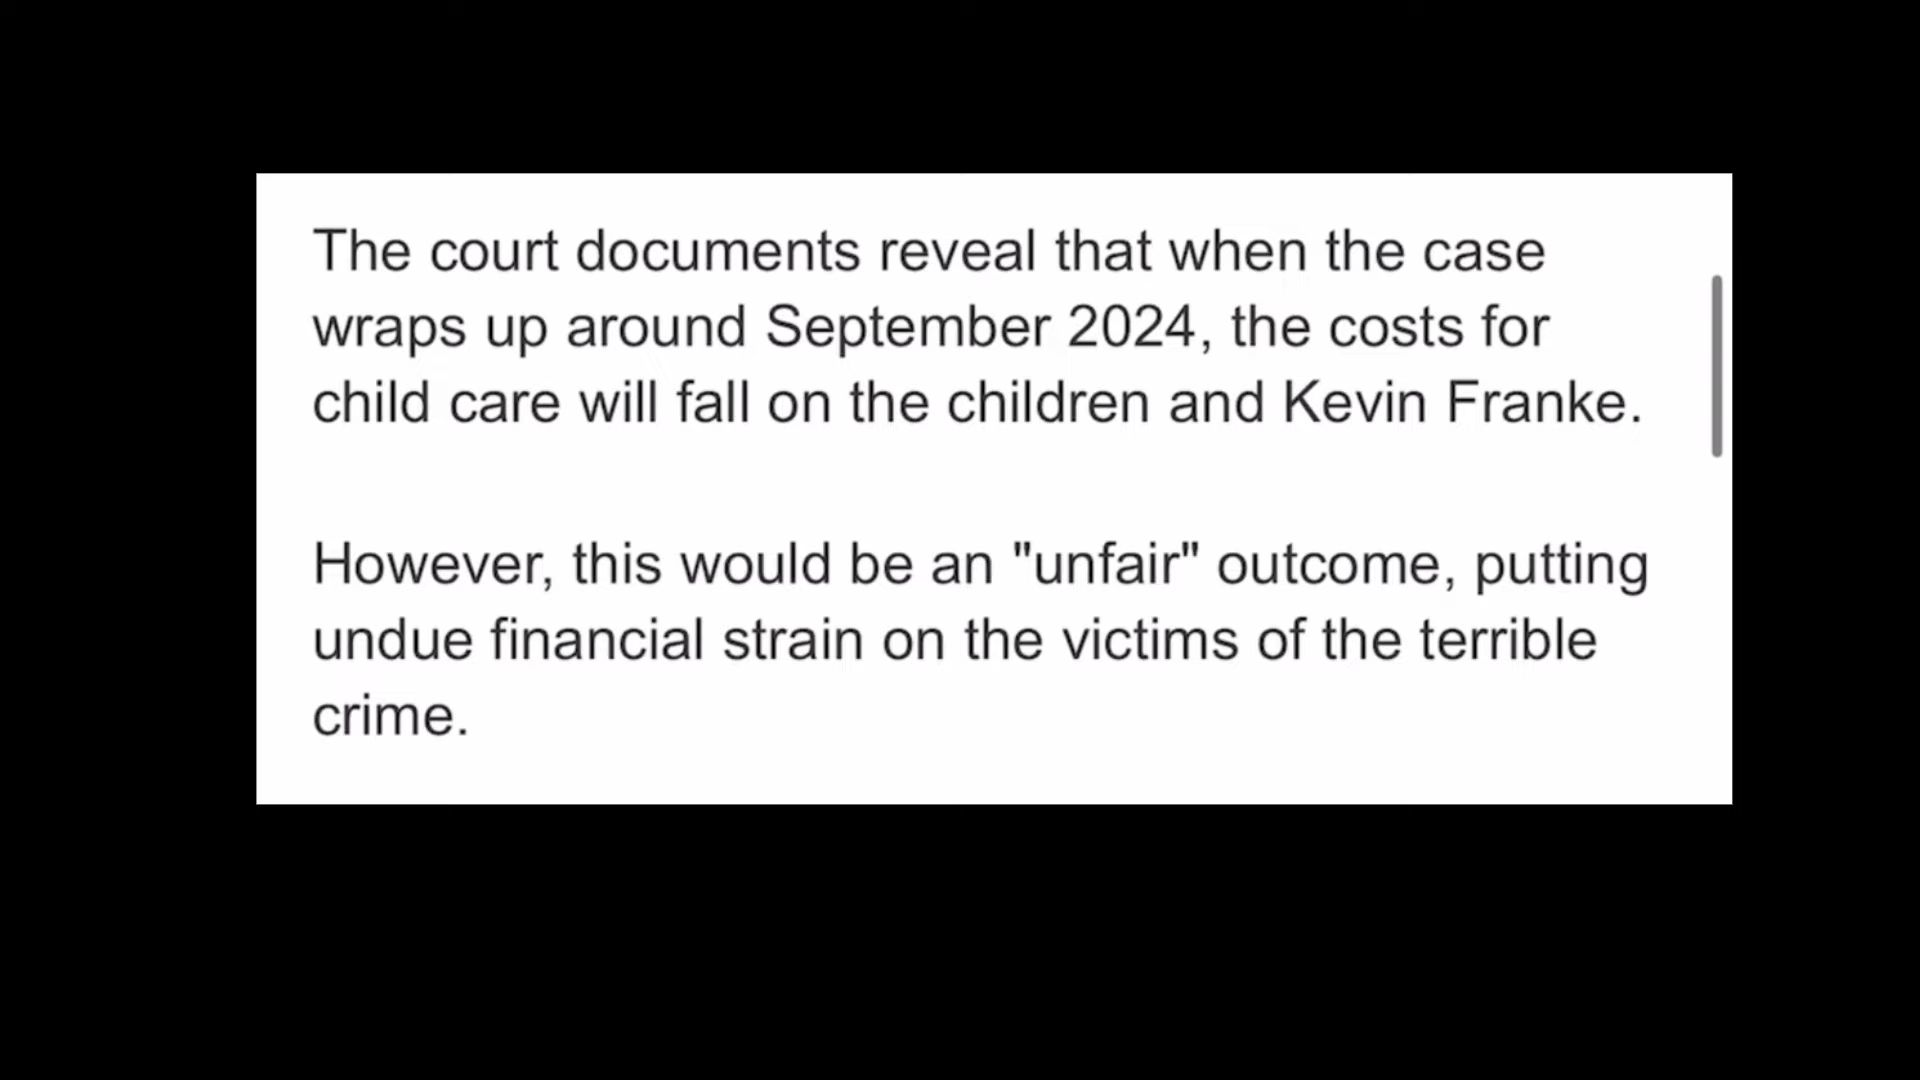 The court documents reveal that when the case
wraps up around September 2024, the costs for
child care will fall on the children and Kevin Franke.
However, this would be an "unfair" outcome, putting
undue financial strain on the victims of the terrible
crime.